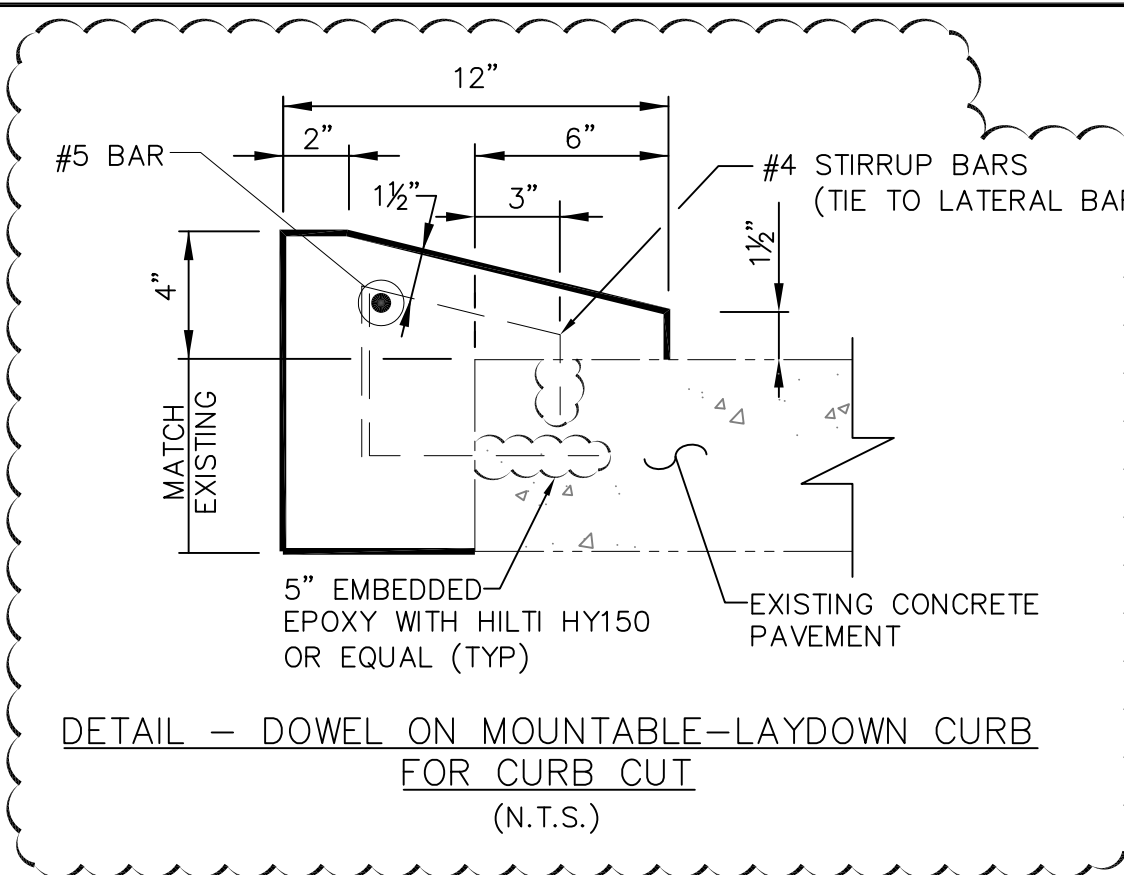 12”
2”
6”
#5 BAR
#4 STIRRUP BARS
1½”
3”
(TIE TO LATERAL
1½”
4”
MATCH
EXISTING
5” EMBEDDED
EPOXY WITH HILTI HY150
OR EQUAL (TYP)
EXISTING CONCRETE
PAVEMENT
DETAIL – DOWEL ON MOUNTABLE–LAYDOWN CURB
FOR CURB CUT
(N.T.S.)